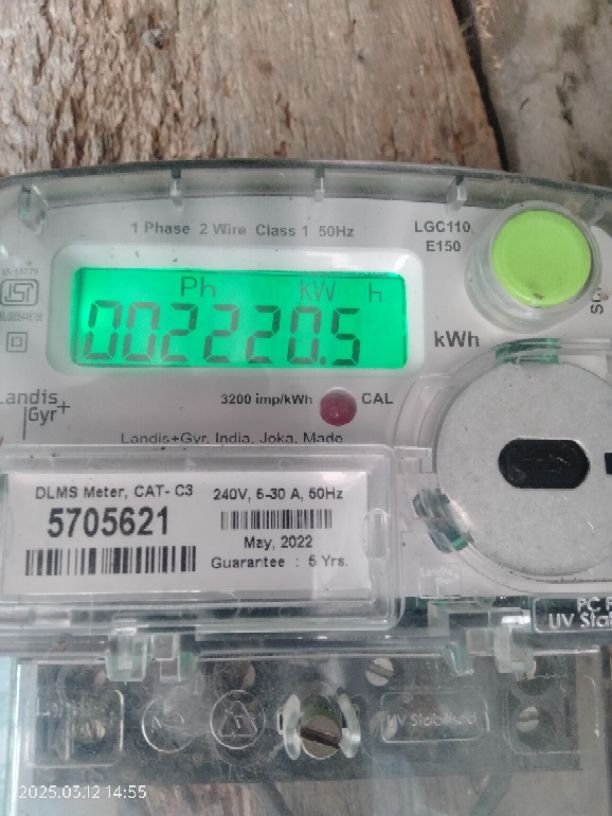 1 Phase 2 Wire Class 1 50Hz
LGC110
E150
Ph kW h
002220.5
kWh
Landis
Gyr+
3200 imp/kWh CAL
Landis+Gyr, India, Joka, Made
DLMS Meter, CAT- C3
5705621
240V, 5-30 A, 50Hz
May, 2022
Guarantee : 5 Yrs.
UV Stabilised
2025.03.12 14:55